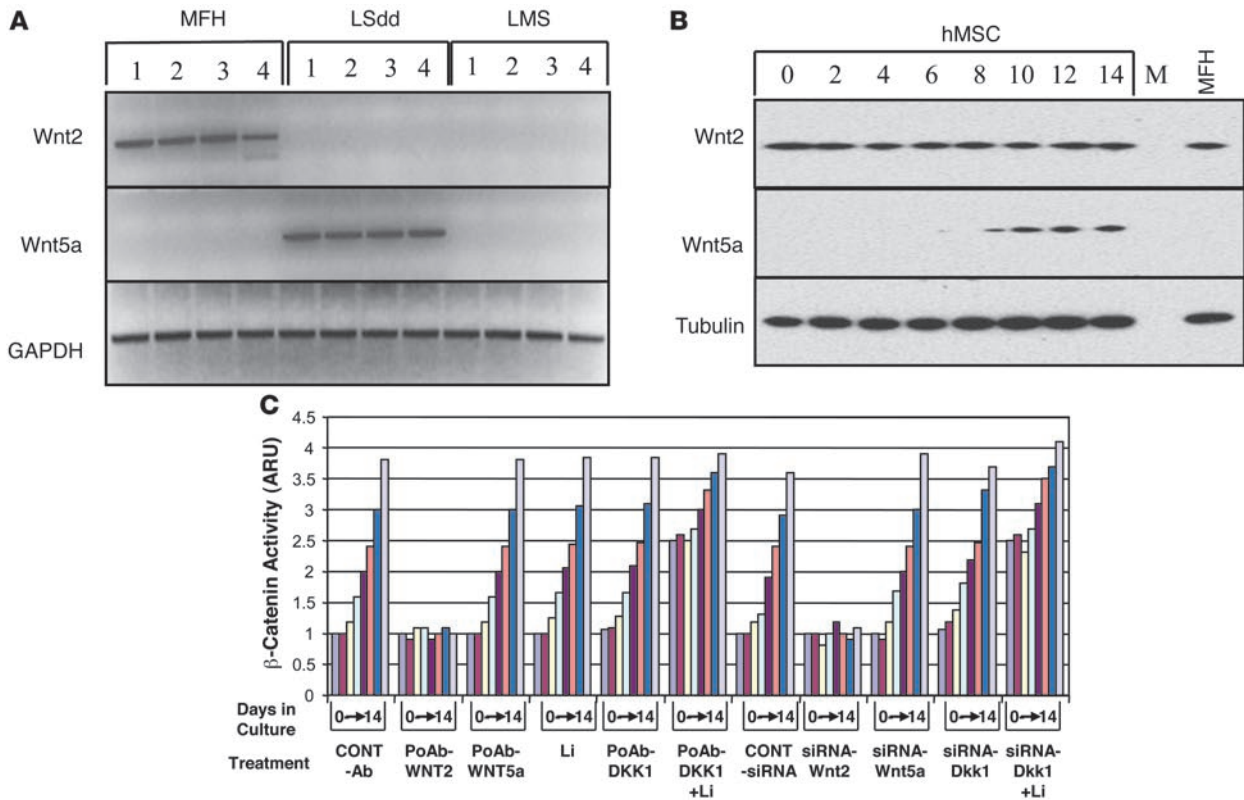 A
MFH LSdd LMS
1 2 3 4 1 2 3 4 1 2 3 4
Wnt2
Wnt5a
GAPDH
B
hMSC
0 2 4 6 8 10 12 14 M MFH
Wnt2
Wnt5a
Tubulin
C
β-Catenin Activity (ARU)
4.5
4
3.5
3
2.5
2
1.5
1
0.5
0
Days in Culture
0→14 0→14 0→14 0→14 0→14 0→14 0→14 0→14 0→14 0→14 0→14
Treatment
CONT -Ab
PoAb- WNT2
PoAb- WNT5a
Li
PoAb- DKK1
PoAb- DKK1 +Li
CONT -siRNA
siRNA- Wnt2
siRNA- Wnt5a
siRNA- Dkk1
siRNA- Dkk1 +Li